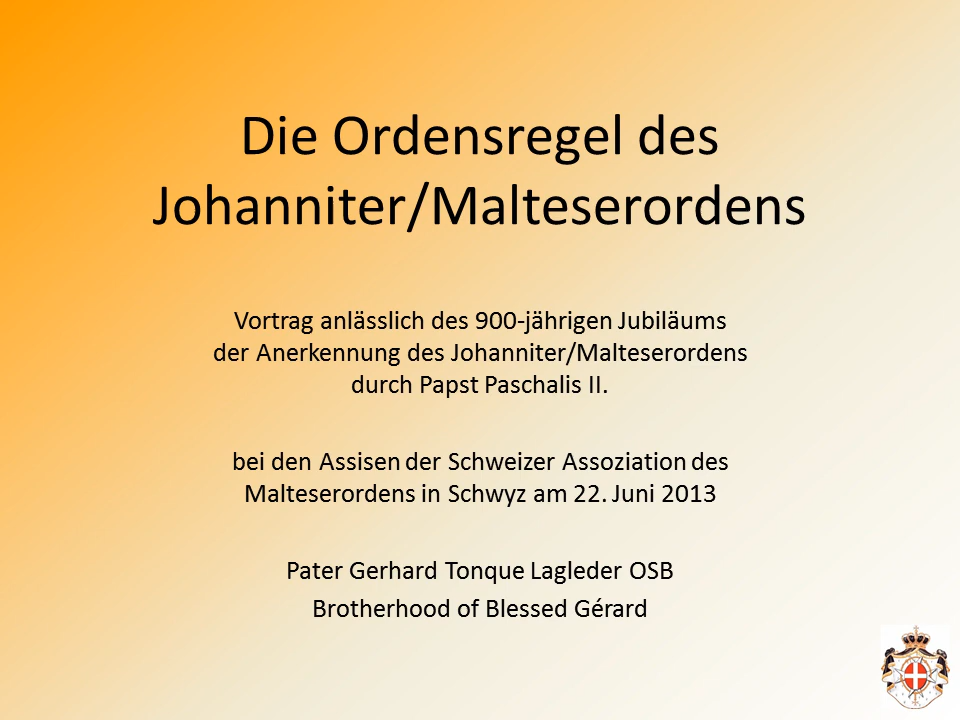 Die Ordensregel des
Johanniter/Malteserordens
Vortrag anlässlich des 900-jährigen Jubiläums
der Anerkennung des Johanniter/Malteserordens
durch Papst Paschalis II.
bei den Assisen der Schweizer Assoziation des
Malteserordens in Schwyz am 22. Juni 2013
Pater Gerhard Tonque Lagleder OSB
Brotherhood of Blessed Gérard